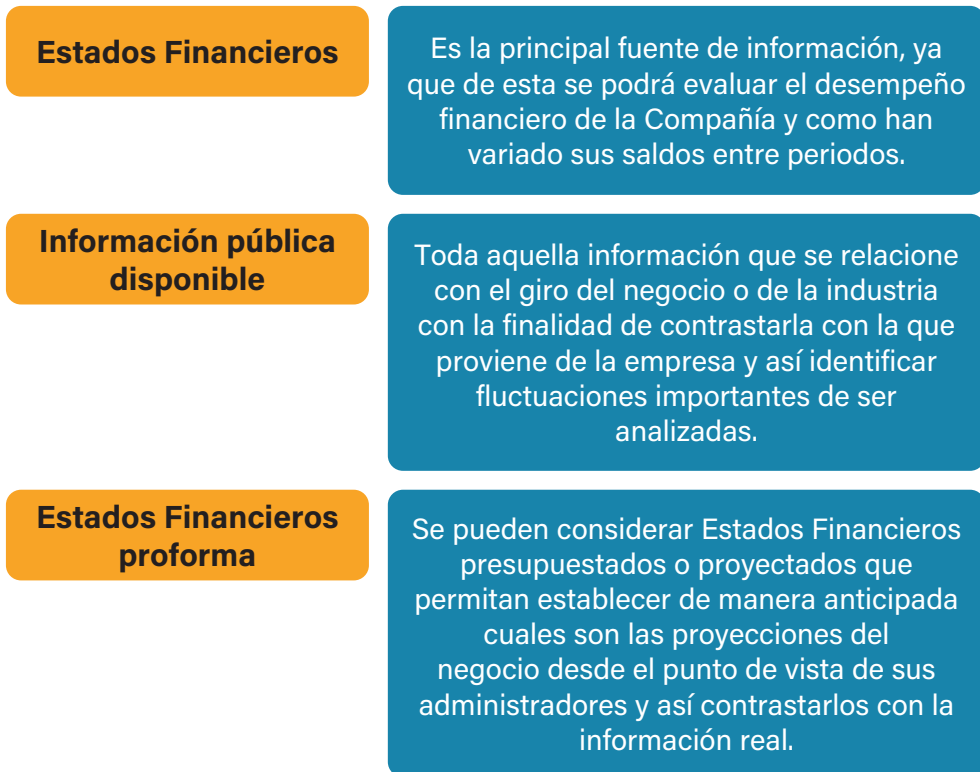 Estados Financieros
Es la principal fuente de información, ya
que de esta se podrá evaluar el desempeño
financiero de la Compañía y como han
variado sus saldos entre periodos.
Información pública
disponible
Toda aquella información que se relacione
con el giro del negocio o de la industria
con la finalidad de contrastarla con la que
proviene de la empresa y así identificar
fluctuaciones importantes de ser
analizadas.
Estados Financieros
proforma
Se pueden considerar Estados Financieros
presupuestados o proyectados que
permitan establecer de manera anticipada
cuales son las proyecciones del
negocio desde el punto de vista de sus
administradores y así contrastarlos con la
información real.